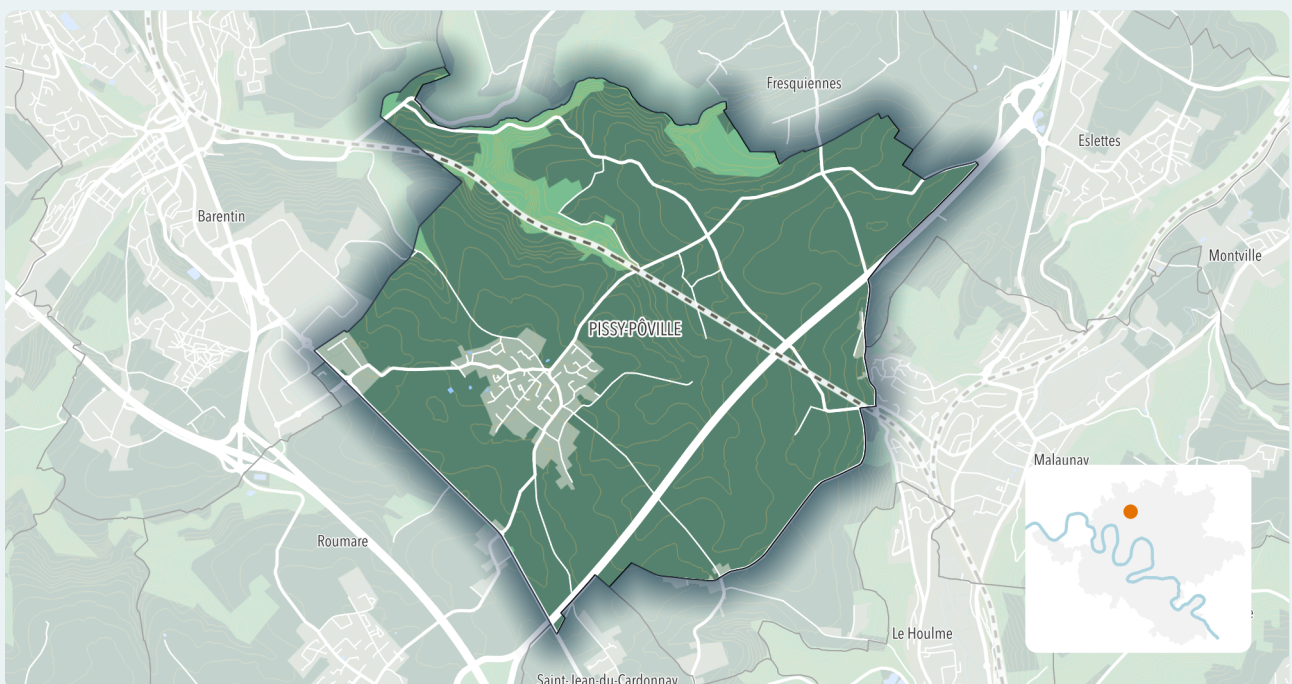 Fresquiennes
Eslettes
Barentin
Montville
PISSY-PÔVILLE
Malaunay
Roumare
Le Houlme
Saint-Jean-du-Cardonnay